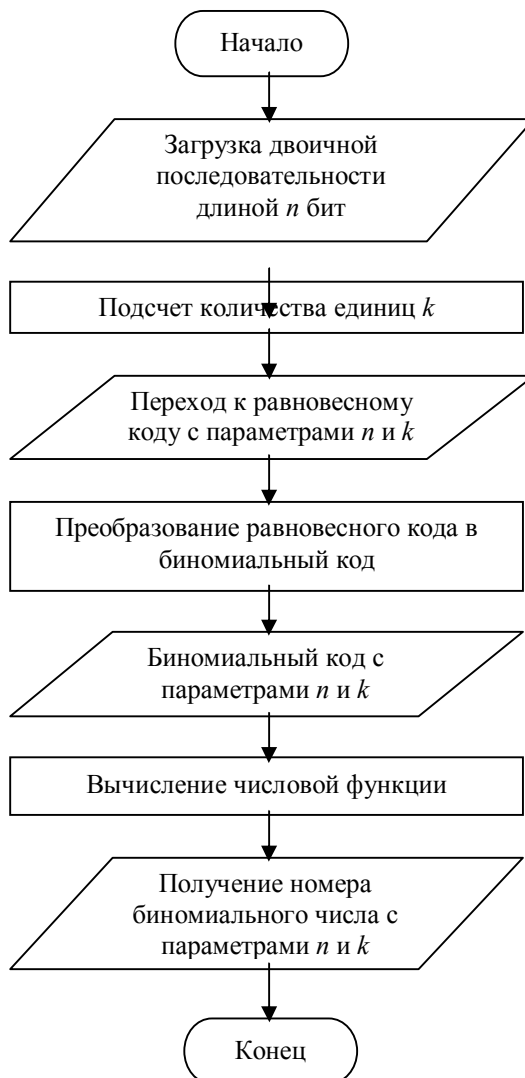 Начало
Загрузка двоичной
последовательности
длиной n бит
Подсчет количества единиц k
Переход к равновесному
коду с параметрами n и k
Преобразование равновесного кода в
биномиальный код
Биномиальный код с
параметрами n и k
Вычисление числовой функции
Получение номера
биномиального числа с
параметрами n и k
Конец